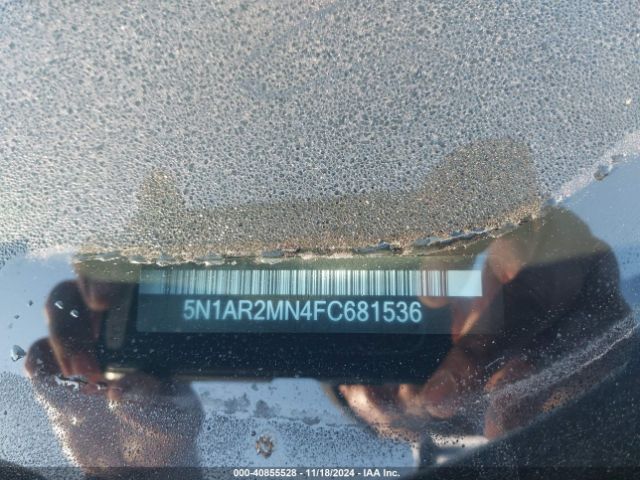 5N1AR2MN4FC681536
000-40855528 - 11/18/2024 - IAA Inc.